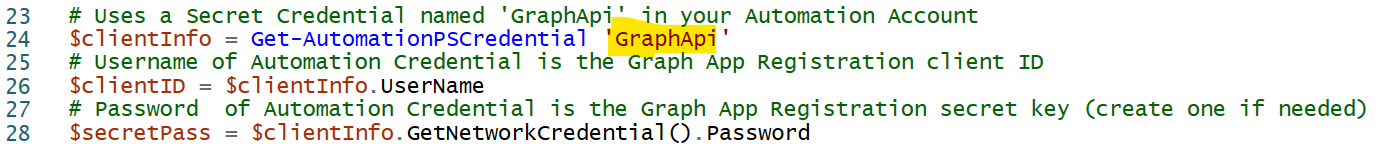 23 # Uses a Secret Credential named 'GraphApi' in your Automation Account
24 $clientInfo = Get-AutomationPSCredential 'GraphApi'
25 # Username of Automation Credential is the Graph App Registration client ID
26 $clientID = $clientInfo.UserName
27 # Password  of Automation Credential is the Graph App Registration secret key (create one if needed)
28 $secretPass = $clientInfo.GetNetworkCredential().Password